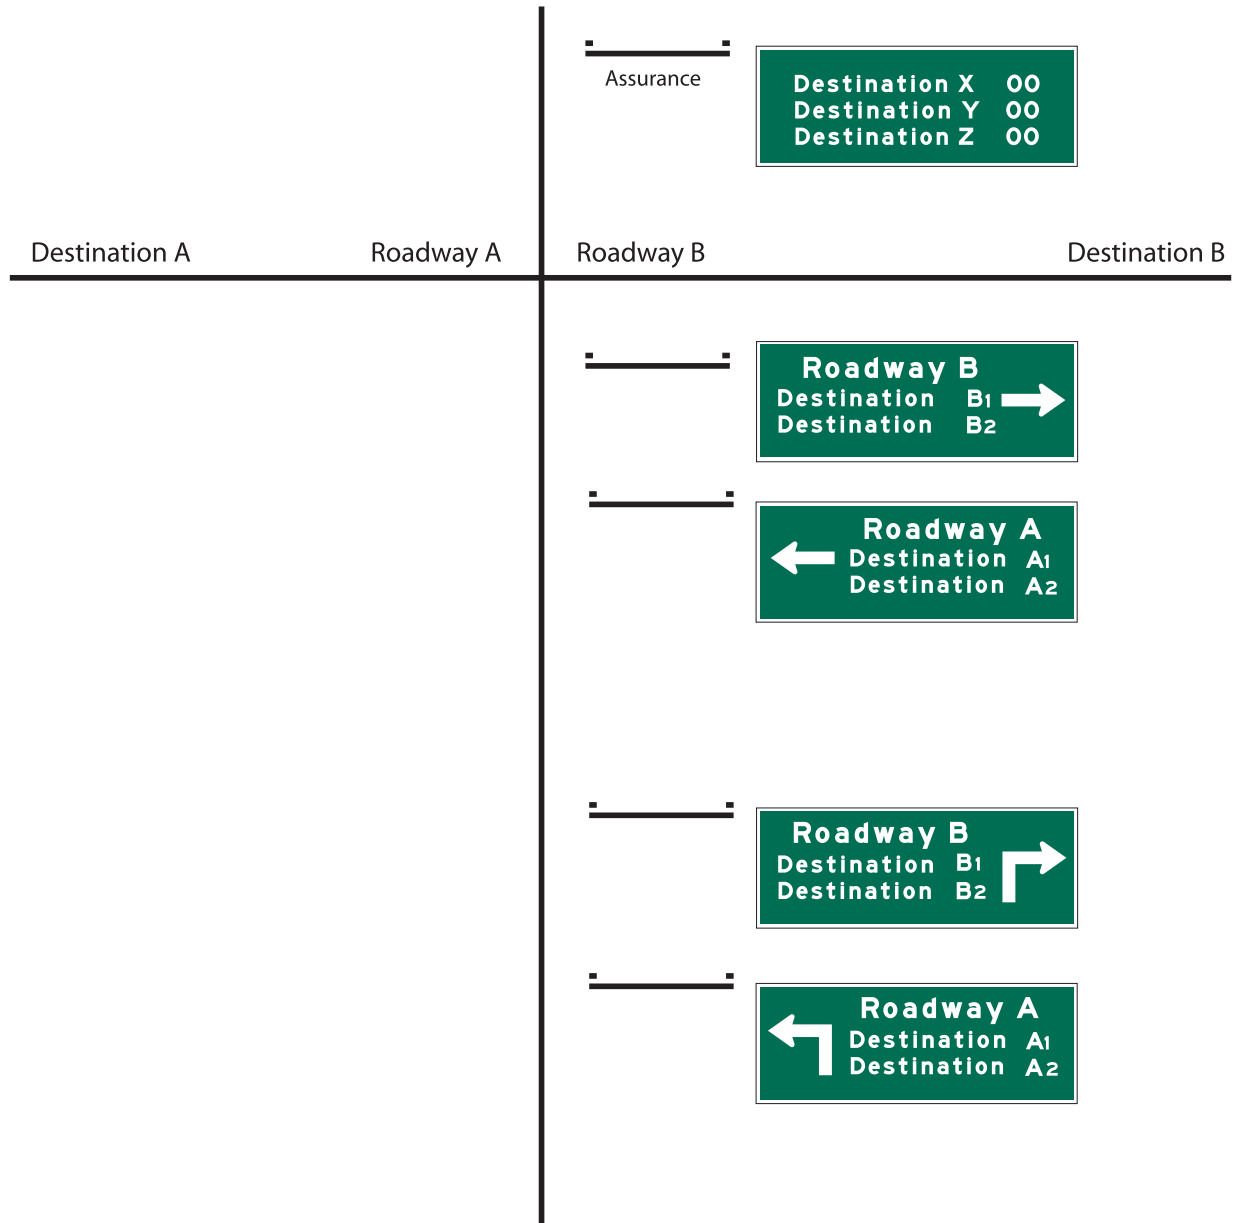 Assurance
Destination X 00
Destination Y 00
Destination Z 00
Destination A Roadway A Roadway B Destination B
Roadway B
Destination B1
Destination B2
Roadway A
Destination A1
Destination A2
Roadway B
Destination B1
Destination B2
Roadway A
Destination A1
Destination A2